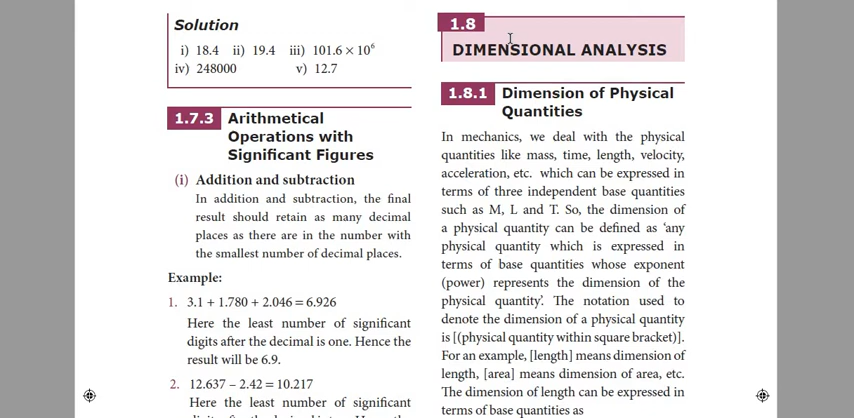 Solution
i) 18.4 ii) 19.4 iii) 101.6 × 10⁶
iv) 248000 v) 12.7
1.7.3 Arithmetical
Operations with
Significant Figures
(i) Addition and subtraction
In addition and subtraction, the final
result should retain as many decimal
places as there are in the number with
the smallest number of decimal places.
Example:
1. 3.1 + 1.780 + 2.046 = 6.926
Here the least number of significant
digits after the decimal is one. Hence the
result will be 6.9.
2. 12.637 – 2.42 = 10.217
Here the least number of significant
1.8
DIMENSIONAL ANALYSIS
1.8.1 Dimension of Physical
Quantities
In mechanics, we deal with the physical
quantities like mass, time, length, velocity,
acceleration, etc. which can be expressed in
terms of three independent base quantities
such as M, L and T. So, the dimension of
a physical quantity can be defined as ‘any
physical quantity which is expressed in
terms of base quantities whose exponent
(power) represents the dimension of the
physical quantity’. The notation used to
denote the dimension of a physical quantity
is [(physical quantity within square bracket)].
For an example, [length] means dimension of
length, [area] means dimension of area, etc.
The dimension of length can be expressed in
terms of base quantities as